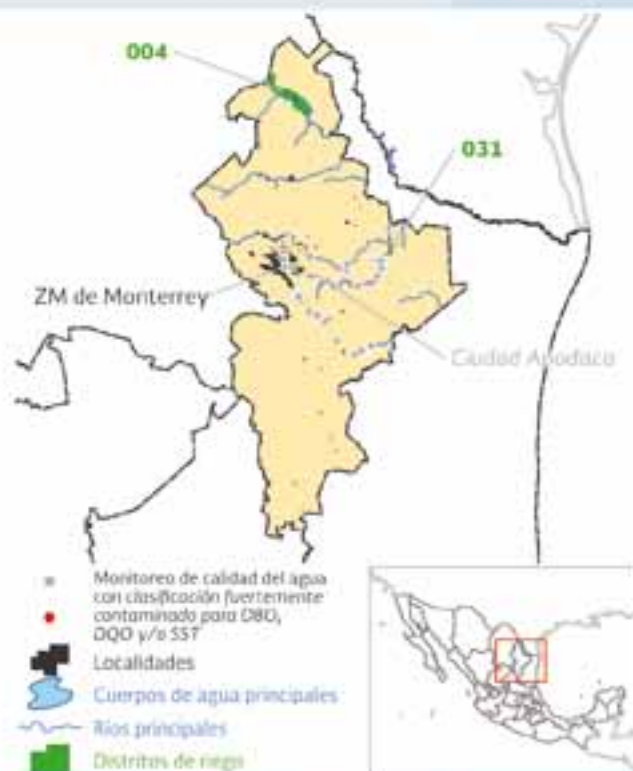 004
031
ZM de Monterrey
Ciudad Apodaca
Monitoreo de calidad del agua
con clasificación fuertemente
contaminado para DBO,
DQO y/o SST
Localidades
Cuerpos de agua principales
Ríos principales
Distritos de riego